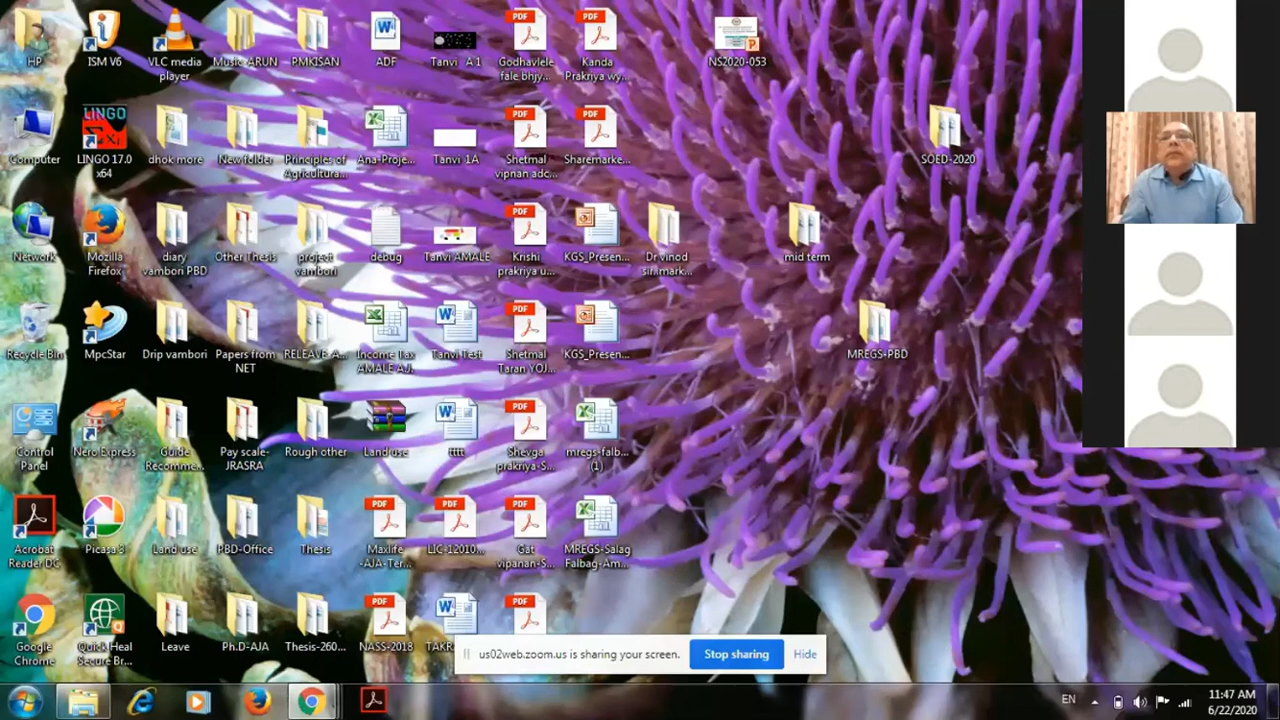 HP
ISM V6
VLC media
player
Music-ARUN
PMKISAN
ADF
Tanvi A 1
Godhavlele
fale bhjy...
Kanda
Prakriya wy...
NS2020-053
Computer
LINGO 17.0
x64
dhok more
New folder
Principles of
Agricultura...
Ana-Proje...
Tanvi 1A
Shetmal
vipnan adc...
Sharemarke...
SOED-2020
Network
Mozilla
Firefox
diary
vambori PBD
Other Thesis
project
vambori
debug
Tanvi AMALE
Krishi
prakriya u...
KGS_Presen...
Dr vinod
sir.mark...
mid term
Recycle Bin
MpcStar
Drip vambori
Papers from
NET
RELEAVE-A...
Income Tax
AMALE AJ.
Tanvi Test
Shetmal
Taran YOJ...
KGS_Presen...
MREGS-PBD
Control
Panel
Nero Express
Guide
Recomme...
Pay scale-
JRASRA
Rough other
Land use
tttt
Shevga
prakriya-S...
mregs-falb...
(1)
Acrobat
Reader DC
Picasa 3
Land use
PBD-Office
Thesis
Maxlife
-AJA-Ter...
LIC-12010...
Gat
vipanan-S...
MREGS-Salag
Falbag-Am...
Google
Chrome
Quick Heal
Secure Br...
Leave
Ph.D-AJA
Thesis-260...
NASS-2018
us02web.zoom.us is sharing your screen.
Stop sharing
Hide
EN
11:47 AM
6/22/2020